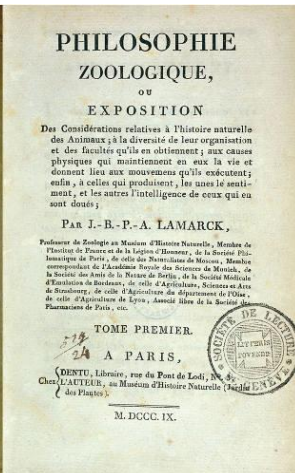 PHILOSOPHIE
ZOOLOGIQUE,
OU
EXPOSITION
Des Considérations relatives à l'histoire naturelle
des Animaux; à la diversité de leur organisation
et des facultés qu'ils en obtiennent; aux causes
physiques qui maintiennent en eux la vie et
donnent lieu aux mouvemens qu'ils exécutent;
enfin, à celles qui produisent, les unes le senti-
ment, et les autres l'intelligence de ceux qui en
sont doués;
PAR J.-B.-P.-A. LAMARCK,
Professeur de Zoologie au Muséum d'Histoire Naturelle, Membre de
l'Institut de France et de la Légion d'Honneur, de la Société Phi-
lomatique de Paris, de celle des Naturalistes de Moscou, Membre
correspondant de l'Académie Royale des Sciences de Munich, de
la Société des Amis de la Nature de Berlin, de la Société Médicale
d'Émulation de Bordeaux, de celle d'Agriculture, Sciences et Arts
de Strasbourg, de celle d'Agriculture du département de l'Oise,
de celle d'Agriculture de Lyon, Associé libre de la Société des
Pharmaciens de Paris, etc.
TOME PREMIER.
A PARIS,
Chez
DENTU, Libraire, rue du Pont de Lodi, N°. 3;
L'AUTEUR, au Muséum d'Histoire Naturelle (Jardin
des Plantes).
M. DCCC. IX.
SOCIÉTÉ DE LECTURE
GENÈVE